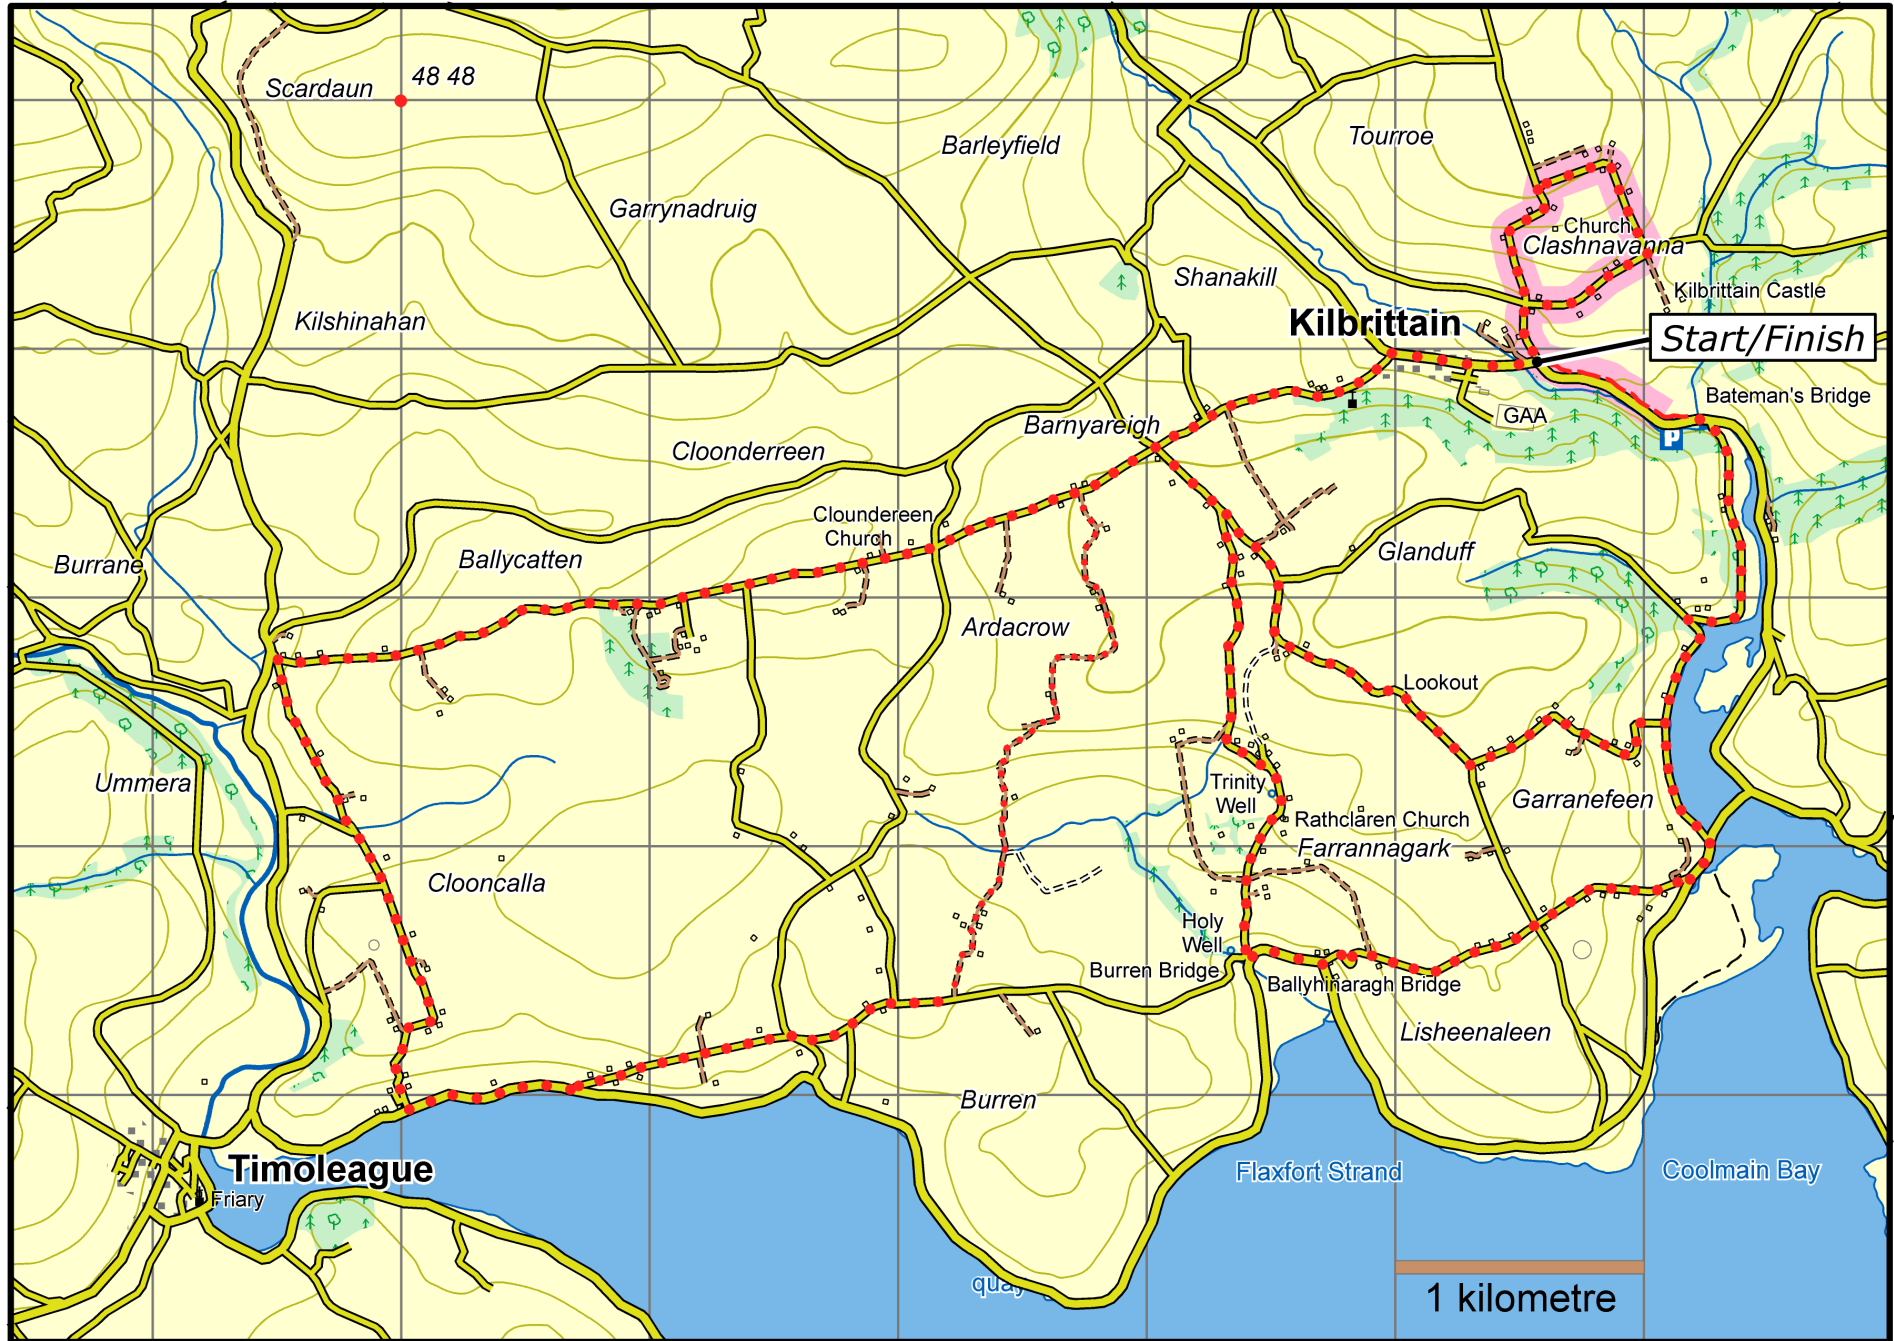 Scardaun
48 48
Barleyfield
Tourroe
Garrynadruig
Church
Clashnavanna
Shanakill
Kilbrittain Castle
Kilshinahan
Kilbrittain
Start/Finish
Bateman's Bridge
GAA
P
Barnyareigh
Cloonderreen
Cloundereen
Church
Burrane
Ballycatten
Glanduff
Ardacrow
Lookout
Ummera
Trinity
Well
Garranefeen
Rathclaren Church
Farrannagark
Clooncalla
Holy
Well
Burren Bridge
Ballyhinaragh Bridge
Lisheenaleen
Burren
Timoleague
Friary
Flaxfort Strand
Coolmain Bay
quay
1 kilometre